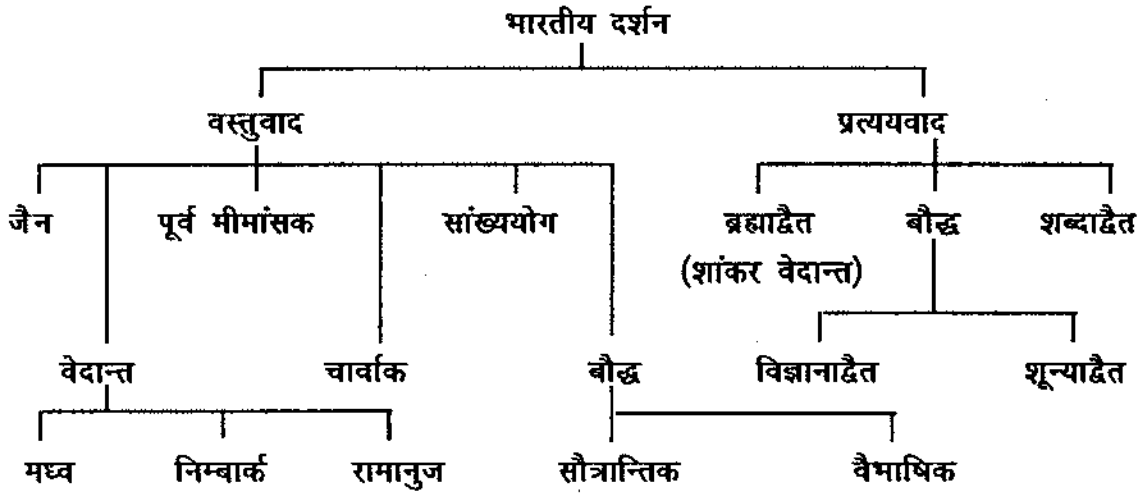 भारतीय दर्शन
वस्तुवाद प्रत्ययवाद
जैन पूर्व मीमांसक सांख्ययोग ब्रह्माद्वैत बौद्ध शब्दाद्वैत
(शांकर वेदान्त)
वेदान्त चार्वाक बौद्ध विज्ञानाद्वैत शून्याद्वैत
मध्व निम्बार्क रामानुज सौत्रान्तिक वैभाषिक